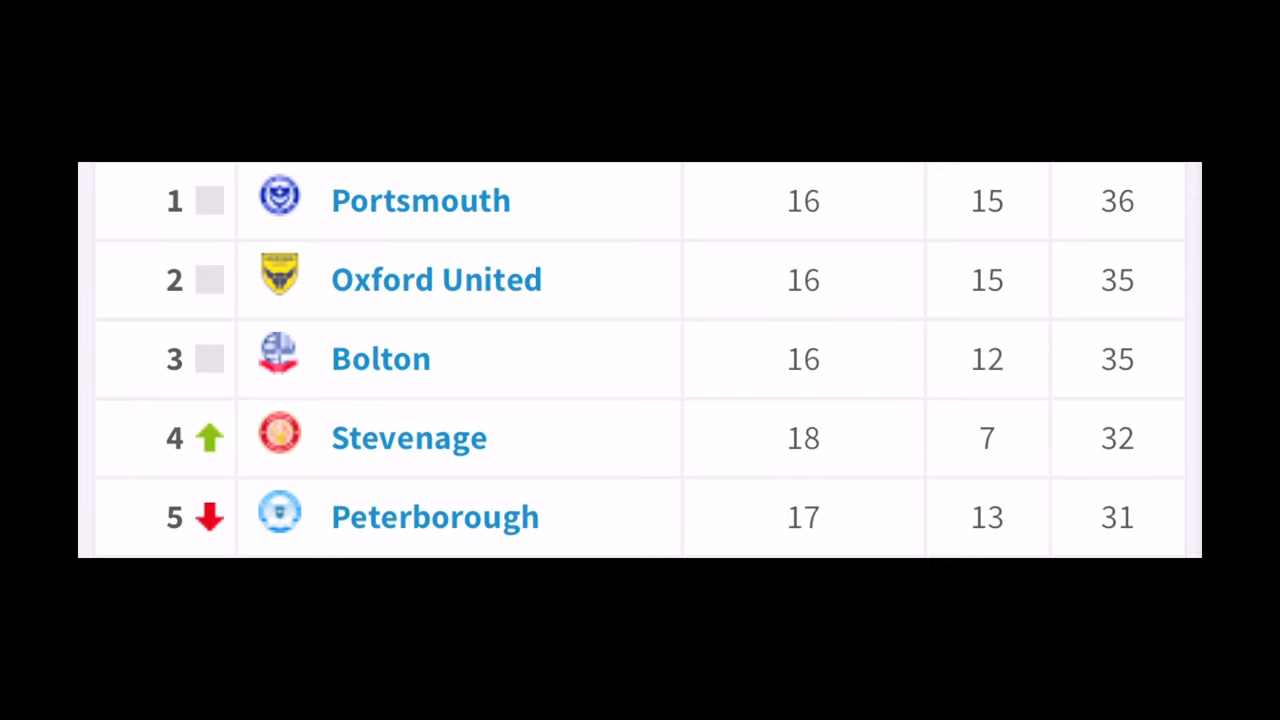 1 Portsmouth 16 15 36
2 Oxford United 16 15 35
3 Bolton 16 12 35
4 Stevenage 18 7 32
5 Peterborough 17 13 31